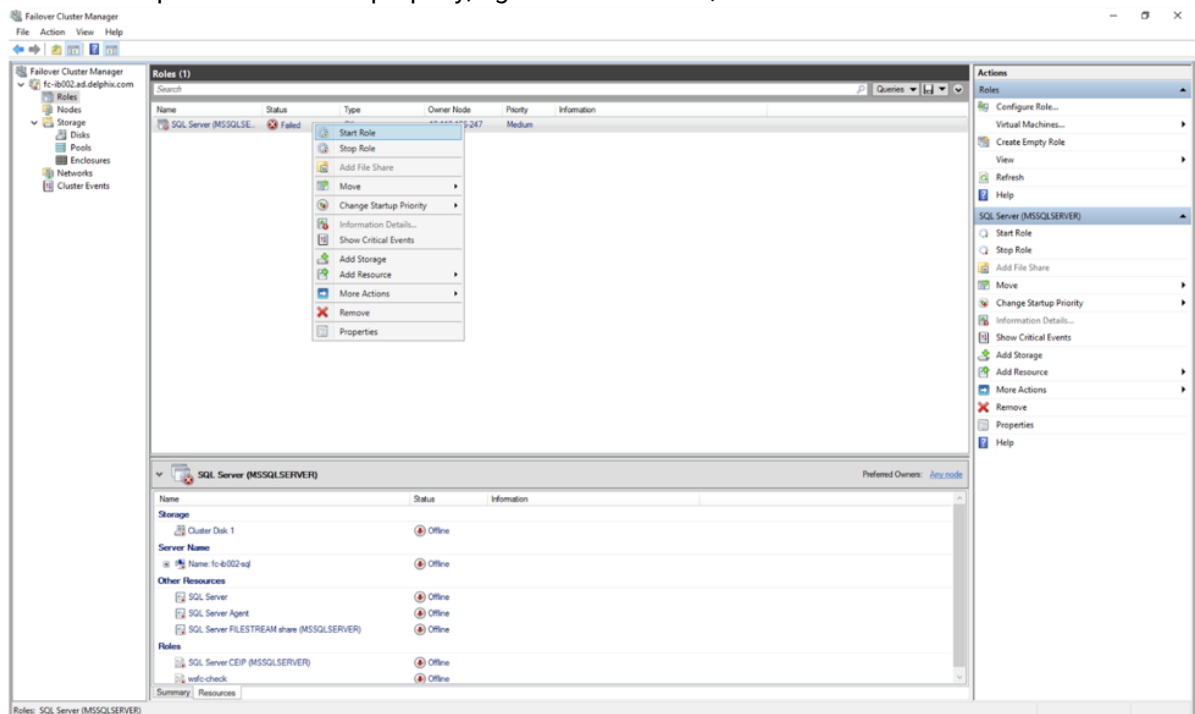 Failover Cluster Manager
File Action View Help
Failover Cluster Manager
fc-ib002.ad.delphix.com
Roles
Nodes
Storage
Disks
Pools
Enclosures
Networks
Cluster Events
Roles (1)
Search
Queries
Name Status Type Owner Node Priority Information
SQL Server (MSSQLSE... Failed Medium
Start Role
Stop Role
Add File Share
Move
Change Startup Priority
Information Details...
Show Critical Events
Add Storage
Add Resource
More Actions
Remove
Properties
SQL Server (MSSQLSERVER)
Preferred Owners: Any node
Name Status Information
Storage
Cluster Disk 1 Offline
Server Name
Name: fc-ib002-sql Offline
Other Resources
SQL Server Offline
SQL Server Agent Offline
SQL Server FILESTREAM share (MSSQLSERVER) Offline
Roles
SQL Server CEIP (MSSQLSERVER) Offline
wsfc-check Offline
Summary Resources
Actions
Roles
Configure Role...
Virtual Machines...
Create Empty Role
View
Refresh
Help
SQL Server (MSSQLSERVER)
Start Role
Stop Role
Add File Share
Move
Change Startup Priority
Information Details...
Show Critical Events
Add Storage
Add Resource
More Actions
Remove
Properties
Help
Roles: SQL Server (MSSQLSERVER)